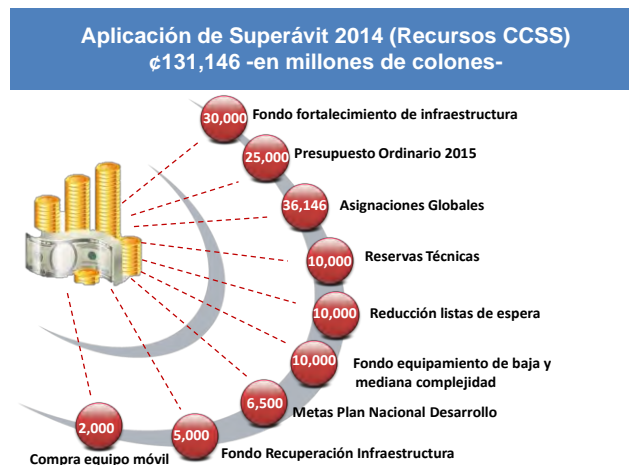 Aplicación de Superávit 2014 (Recursos CCSS)
¢131,146 -en millones de colones-
30,000 Fondo fortalecimiento de infraestructura
25,000 Presupuesto Ordinario 2015
36,146 Asignaciones Globales
10,000 Reservas Técnicas
10,000 Reducción listas de espera
10,000 Fondo equipamiento de baja y
mediana complejidad
6,500 Metas Plan Nacional Desarrollo
5,000 Fondo Recuperación Infraestructura
2,000
Compra equipo móvil